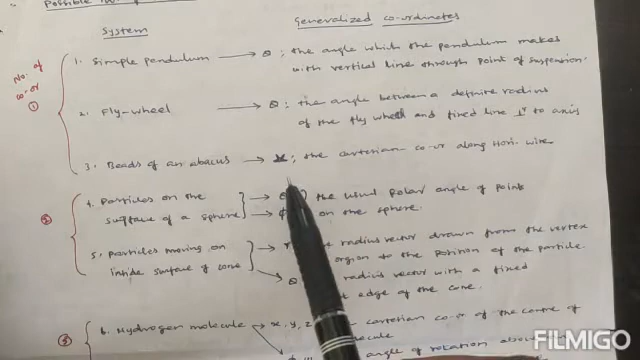 Possible
System Generalized co-ordinates
No. of
co-or
①
1. Simple pendulum → θ ; the angle which the pendulum makes
with vertical line through point of suspension.
2. Fly-wheel → θ ; the angle between a definite radius
of the fly wheel and fixed line ⊥r to axis
3. Beads of an abacus → x ; the cartesian co-or along Hori. wire
②
4. Particles on the → θ } the usual Polar angle of point
surface of a sphere → ϕ on the sphere.
5. Particles moving on → r radius vector drawn from the vertex
inside surface of cone orgion to the Position of the particle.
θ radius vector with a fixed
edge of the cone.
③
6. Hydrogen molecule → x, y, z cartesian co-or of the centre of
angle of rotation about
FILMIGO